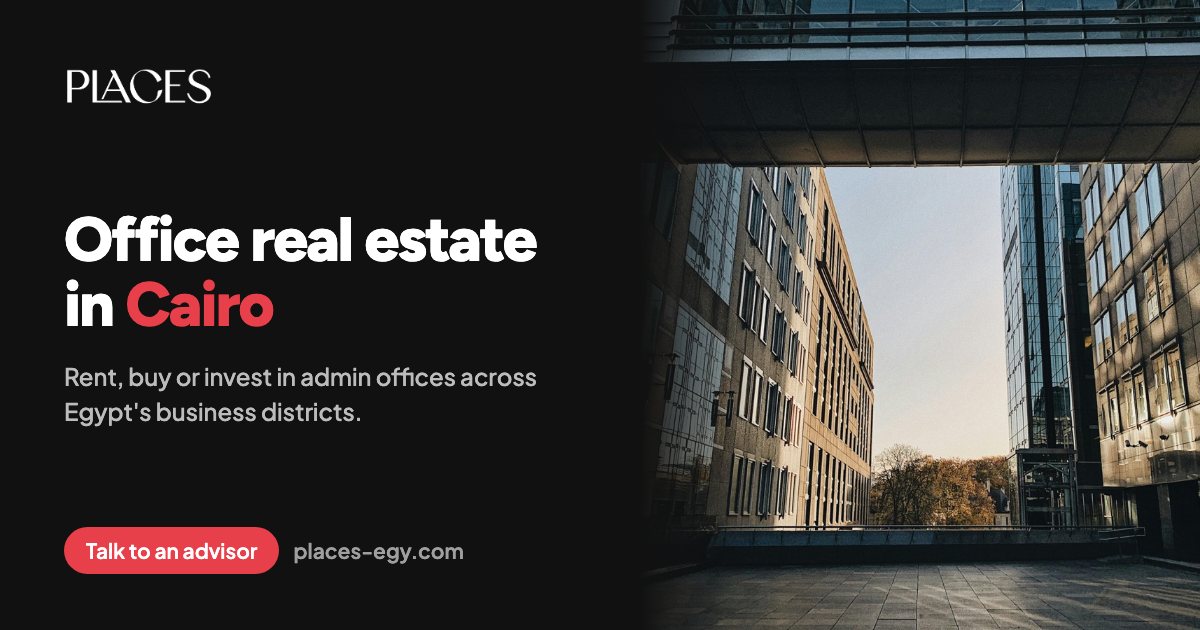 PLACES
Office real estate
in Cairo
Rent, buy or invest in admin offices across
Egypt's business districts.
Talk to an advisor
places-egy.com